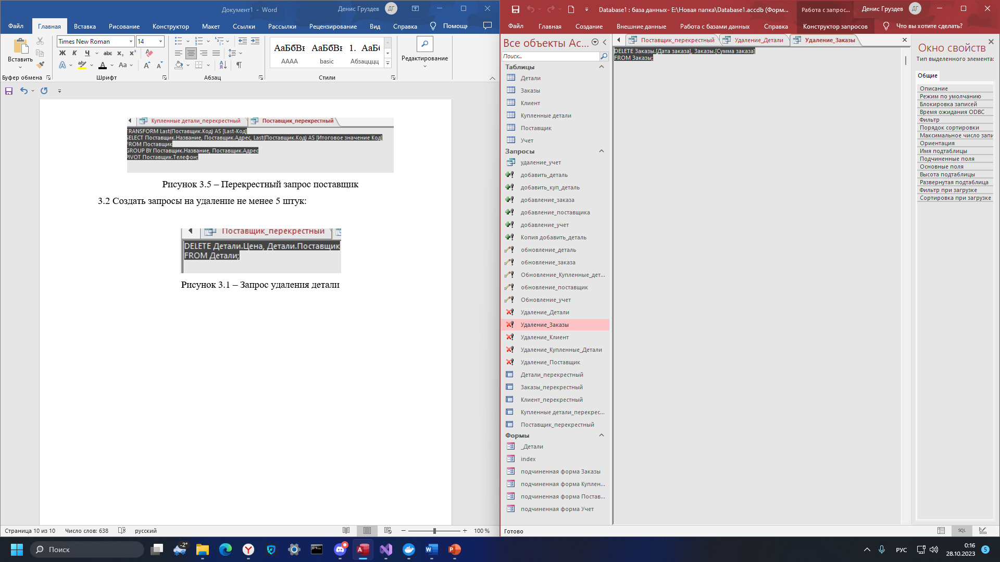 Документ1 - Word
Денис Груздев
ДГ
Файл
Главная
Вставка
Рисование
Конструктор
Макет
Ссылки
Рассылки
Рецензирование
Вид
Справка
Помощн
Вставить
Буфер обмена
Times New Roman
14
Ж К Ч abc x₂ x²
A ab A Aa A A
Шрифт
Абзац
АаБбВв АаБбВв 1. АаБб
AAAA basic Абзацццц
Стили
Редактирование
Купленные детали_перекрестный
Поставщик_перекрестный
TRANSFORM Last(Поставщик.Код) AS [Last-Код]
SELECT Поставщик.Название, Поставщик.Адрес, Last(Поставщик.Код) AS [Итоговое значение Код]
FROM Поставщик
GROUP BY Поставщик.Название, Поставщик.Адрес
PIVOT Поставщик.Телефон;
Рисунок 3.5 – Перекрестный запрос поставщик
3.2 Создать запросы на удаление не менее 5 штук:
Поставщик_перекрестный
DELETE Детали.Цена, Детали.Поставщик
FROM Детали;
Рисунок 3.1 – Запрос удаления детали
Страница 10 из 10
Число слов: 638
русский
100 %
Database1 : база данных- E:\Новая папка\Database1.accdb (Форм...
Работа с запрос...
Денис Груздев
ДГ
Файл
Главная
Создание
Внешние данные
Работа с базами данных
Справка
Конструктор запросов
Что вы хотите сделать?
Все объекты Ac...
Поиск...
Таблицы
Детали
Заказы
Клиент
Купленные детали
Поставщик
Учет
Запросы
удаление_учет
добавить_деталь
добавить_куп_деталь
добавление_заказа
добавление_поставщика
добавление_учет
Копия добавить_деталь
обновление_деталь
обновление_заказа
Обновление_Купленные_дет...
обновление_поставщик
Обновление_учет
Удаление_Детали
Удаление_Заказы
Удаление_Клиент
Удаление_Купленные_Детали
Удаление_Поставщик
Детали_перекрестный
Заказы_перекрестный
Клиент_перекрестный
Купленные детали_перекрес...
Поставщик_перекрестный
Формы
_Детали
index
подчиненная форма Заказы
подчиненная форма Куплен...
подчиненная форма Постав...
подчиненная форма Учет
Поставщик_перекрестный
Удаление_Детали
Удаление_Заказы
DELETE Заказы.[Дата заказа], Заказы.[Сумма заказа]
FROM Заказы;
Окно свойств
Тип выделенного элемента:
Общие
Описание
Режим по умолчанию
Блокировка записей
Время ожидания ODBC
Фильтр
Порядок сортировки
Максимальное число запи
Ориентация
Имя подтаблицы
Подчиненные поля
Основные поля
Высота подтаблицы
Развернутая подтаблица
Фильтр при загрузке
Сортировка при загрузке
Готово
SQL
Поиск
-2°
РУС
0:16
28.10.2023
5